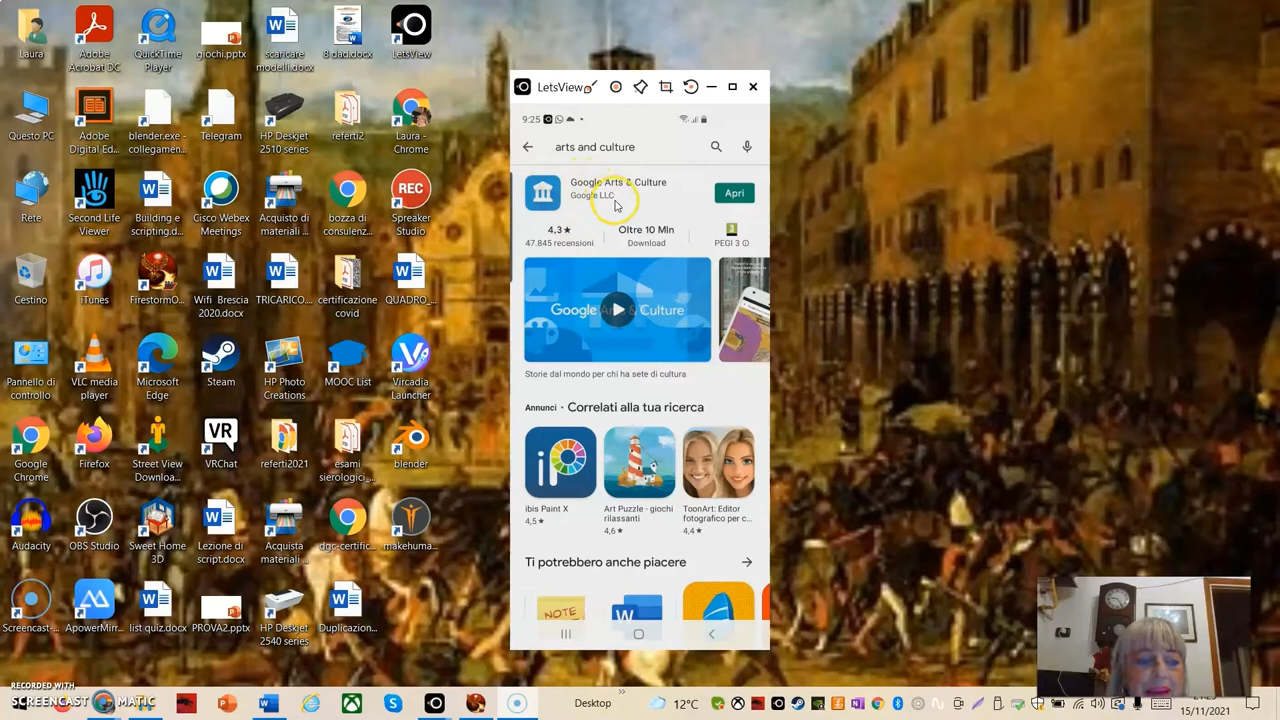 Laura
Adobe
Acrobat DC
QuickTime
Player
giochi.pptx
scaricare
modelli.docx
8 dad.docx
LetsView
Questo PC
Adobe
Digital Ed...
blender.exe -
collegamen...
Telegram
HP Deskjet
2510 series
referti2
Laura -
Chrome
Rete
Second Life
Viewer
Building e
scripting.d...
Cisco Webex
Meetings
Acquisto di
materiali ...
bozza di
consulenz...
REC
Spreaker
Studio
Cestino
iTunes
FirestormO...
Wifi Brescia
2020.docx
TRICARICO....
certificazione
covid
QUADRO_...
Pannello di
controllo
VLC media
player
Microsoft
Edge
Steam
HP Photo
Creations
MOOC List
Vircadia
Launcher
Google
Chrome
Firefox
Street View
Downloa...
VR
VRChat
referti2021
esami
sierologici_...
blender
Audacity
OBS Studio
Sweet Home
3D
Lezione di
script.docx
Acquista
materiali ...
dgc-certific...
makehuma...
Screencast-...
ApowerMirr...
list quiz.docx
PROVA2.pptx
HP Deskjet
2540 series
Duplicazion...
LetsView
9:25
arts and culture
Google Arts & Culture
Google LLC
Apri
4,3★
47.845 recensioni
Oltre 10 Mln
Download
3
PEGI 3
Google Arts & Culture
Storie dal mondo per chi ha sete di cultura
Annunci • Correlati alla tua ricerca
ibis Paint X
4,5★
Art Puzzle - giochi
rilassanti
4,6★
ToonArt: Editor
fotografico per c...
4,4★
Ti potrebbero anche piacere
NOTE
W
RECORDED WITH
SCREENCAST MATIC
Desktop
12°C
15/11/2021